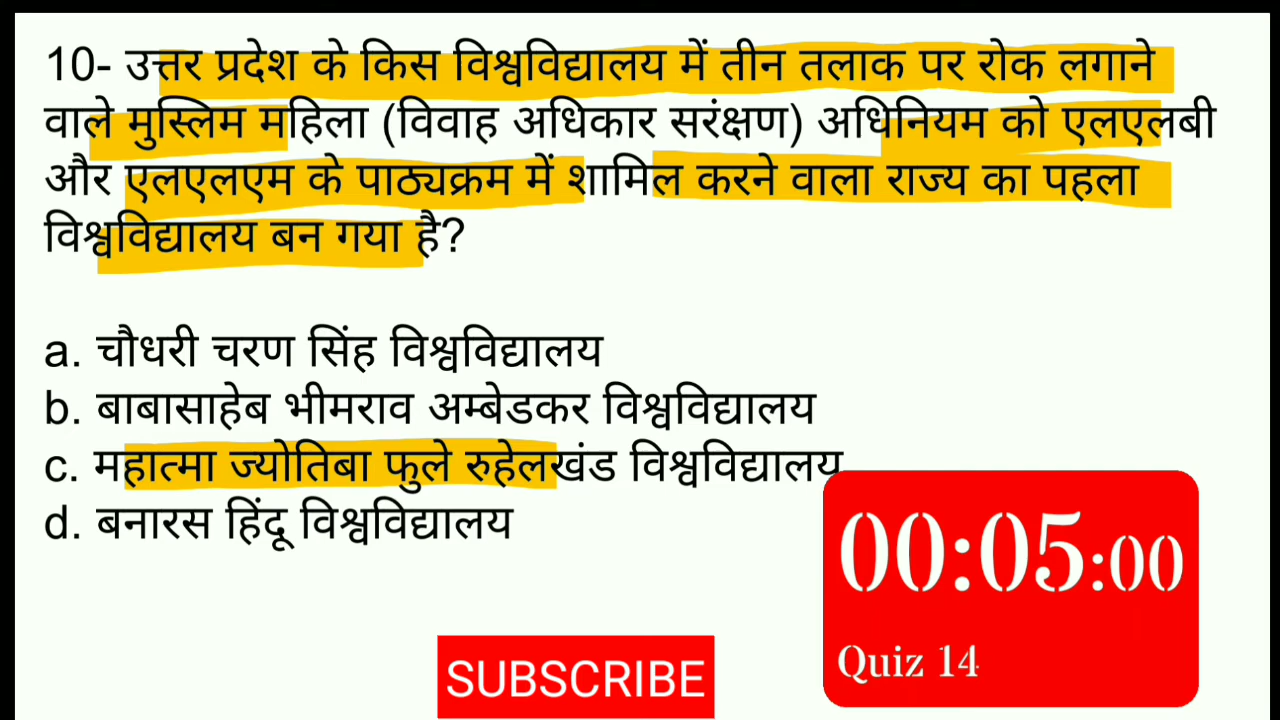 10- उत्तर प्रदेश के किस विश्वविद्यालय में तीन तलाक पर रोक लगाने
वाले मुस्लिम महिला (विवाह अधिकार सरंक्षण) अधिनियम को एलएलबी
और एलएलएम के पाठ्यक्रम में शामिल करने वाला राज्य का पहला
विश्वविद्यालय बन गया है?
a. चौधरी चरण सिंह विश्वविद्यालय
b. बाबासाहेब भीमराव अम्बेडकर विश्वविद्यालय
c. महात्मा ज्योतिबा फुले रुहेलखंड विश्वविद्यालय
d. बनारस हिंदू विश्वविद्यालय
00:05:00
Quiz 14
SUBSCRIBE